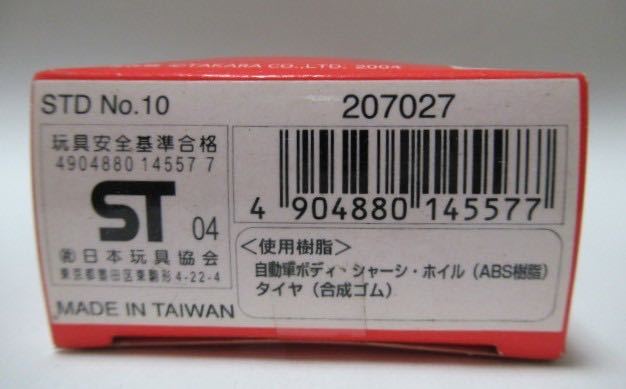 ©TAKARA CO.,LTD. 2004
STD No.10
207027
玩具安全基準合格
4904880 14557 7
ST 04
㈳日本玩具協会
東京都墨田区東駒形4-22-4
MADE IN TAIWAN
4 904880 145577
<使用樹脂>
自動車ボディ・シャーシ・ホイル（ABS樹脂）
タイヤ（合成ゴム）